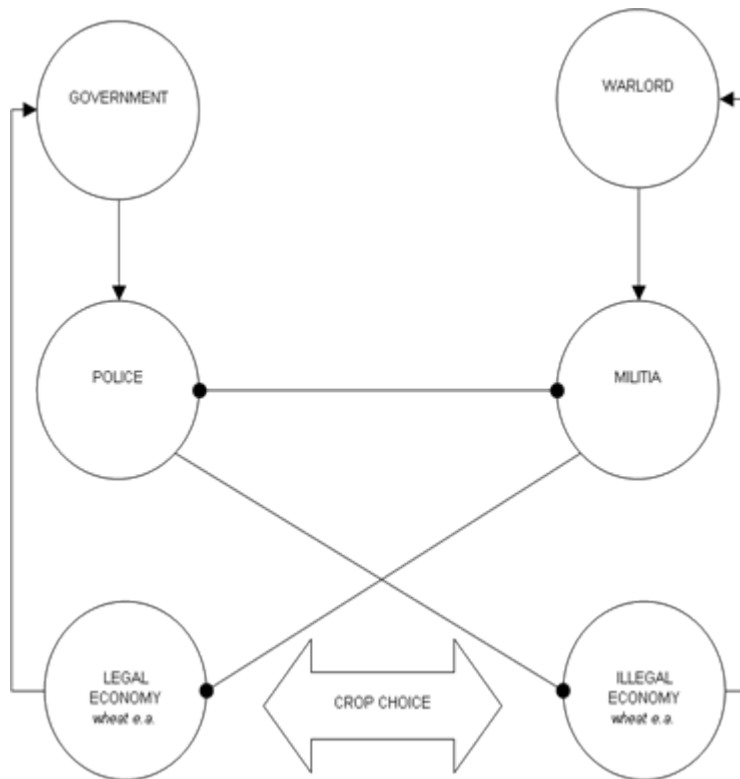 GOVERNMENT
WARLORD
POLICE
MILITIA
LEGAL
ECONOMY
wheat e.a.
CROP CHOICE
ILLEGAL
ECONOMY
wheat e.a.